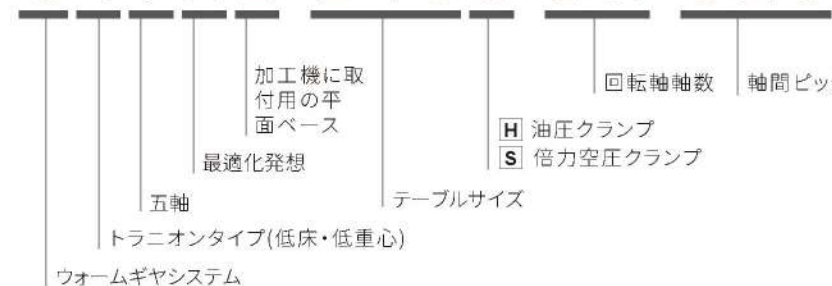 加工機に取
付用の平
面ベース
回転軸軸数
軸間ピッ
H 油圧クランプ
S 倍力空圧クランプ
最適化発想
五軸
テーブルサイズ
トラニオンタイプ(低床・低重心)
ウォームギヤシステム